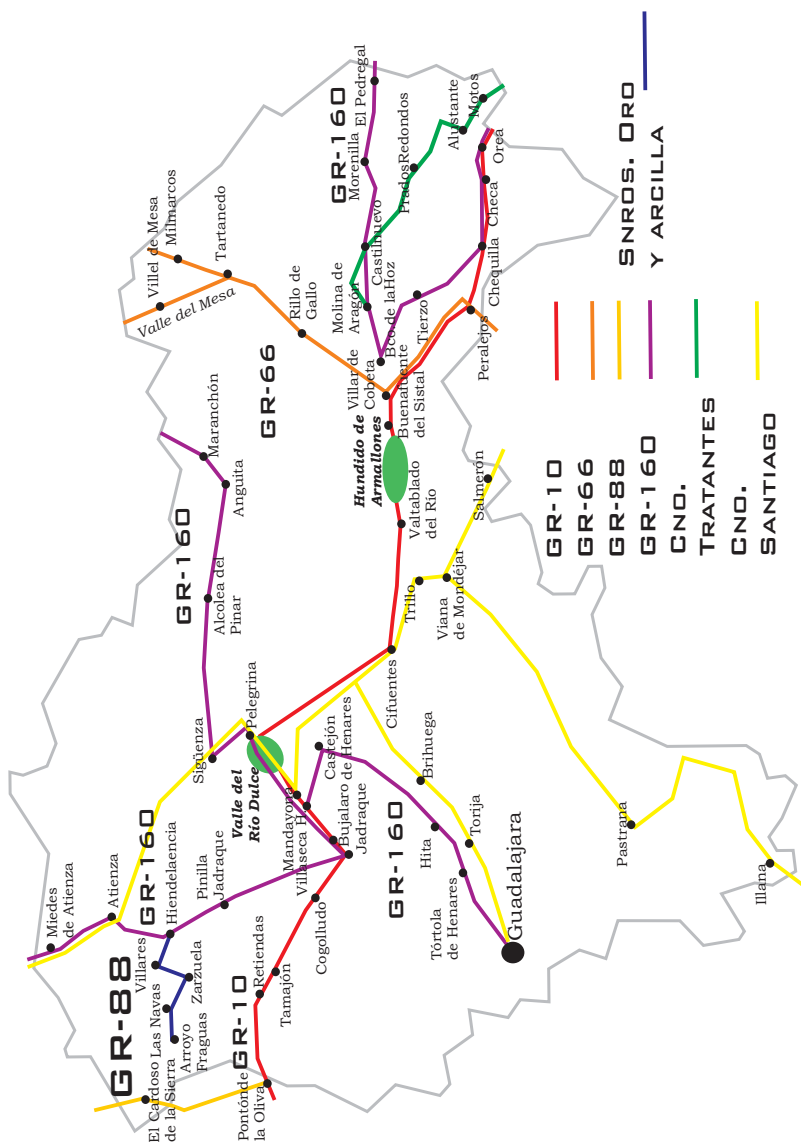 Miedes
de Atienza
Atienza
GR-160
Hiendelaencia
Villares
GR-88
El Cardoso
de la Sierra
Las Navas
Arroyo
Fraguas
Zarzuela
Pinilla
Jadraque
GR-10
Pontónde
la Oliva
Retiendas
Tamajón
Cogolludo
Sigüenza
Pelegrina
Valle del
Río Dulce
Mandayona
Villaseca H.
Bujalaro de Henares
Jadraque
Castejón
GR-160
Hita
Tórtola
de Henares
Torija
Brihuega
Guadalajara
GR-160
Alcolea del
Pinar
Anguita
Maranchón
GR-66
Villel de Mesa
Milmarcos
Tartanedo
Valle del Mesa
Rillo de
Gallo
Molina de
Aragón
Villar de
Cobeta
Buenafuente
del Sistal
Hundido de
Armallones
Valtablado
del Río
Cifuentes
Trillo
Viana
de Mondéjar
Salmerón
Pastrana
Illana
GR-160
Morenilla
El Pedregal
Castilnuevo
Bco de laHoz
Tierzo
PradosRedondos
Alustante
Motos
Orea
Checa
Chequilla
Peralejos
GR-10
GR-66
GR-88
GR-160
Cno.
Tratantes
Cno.
Santiago
Snros. Oro
y arcilla